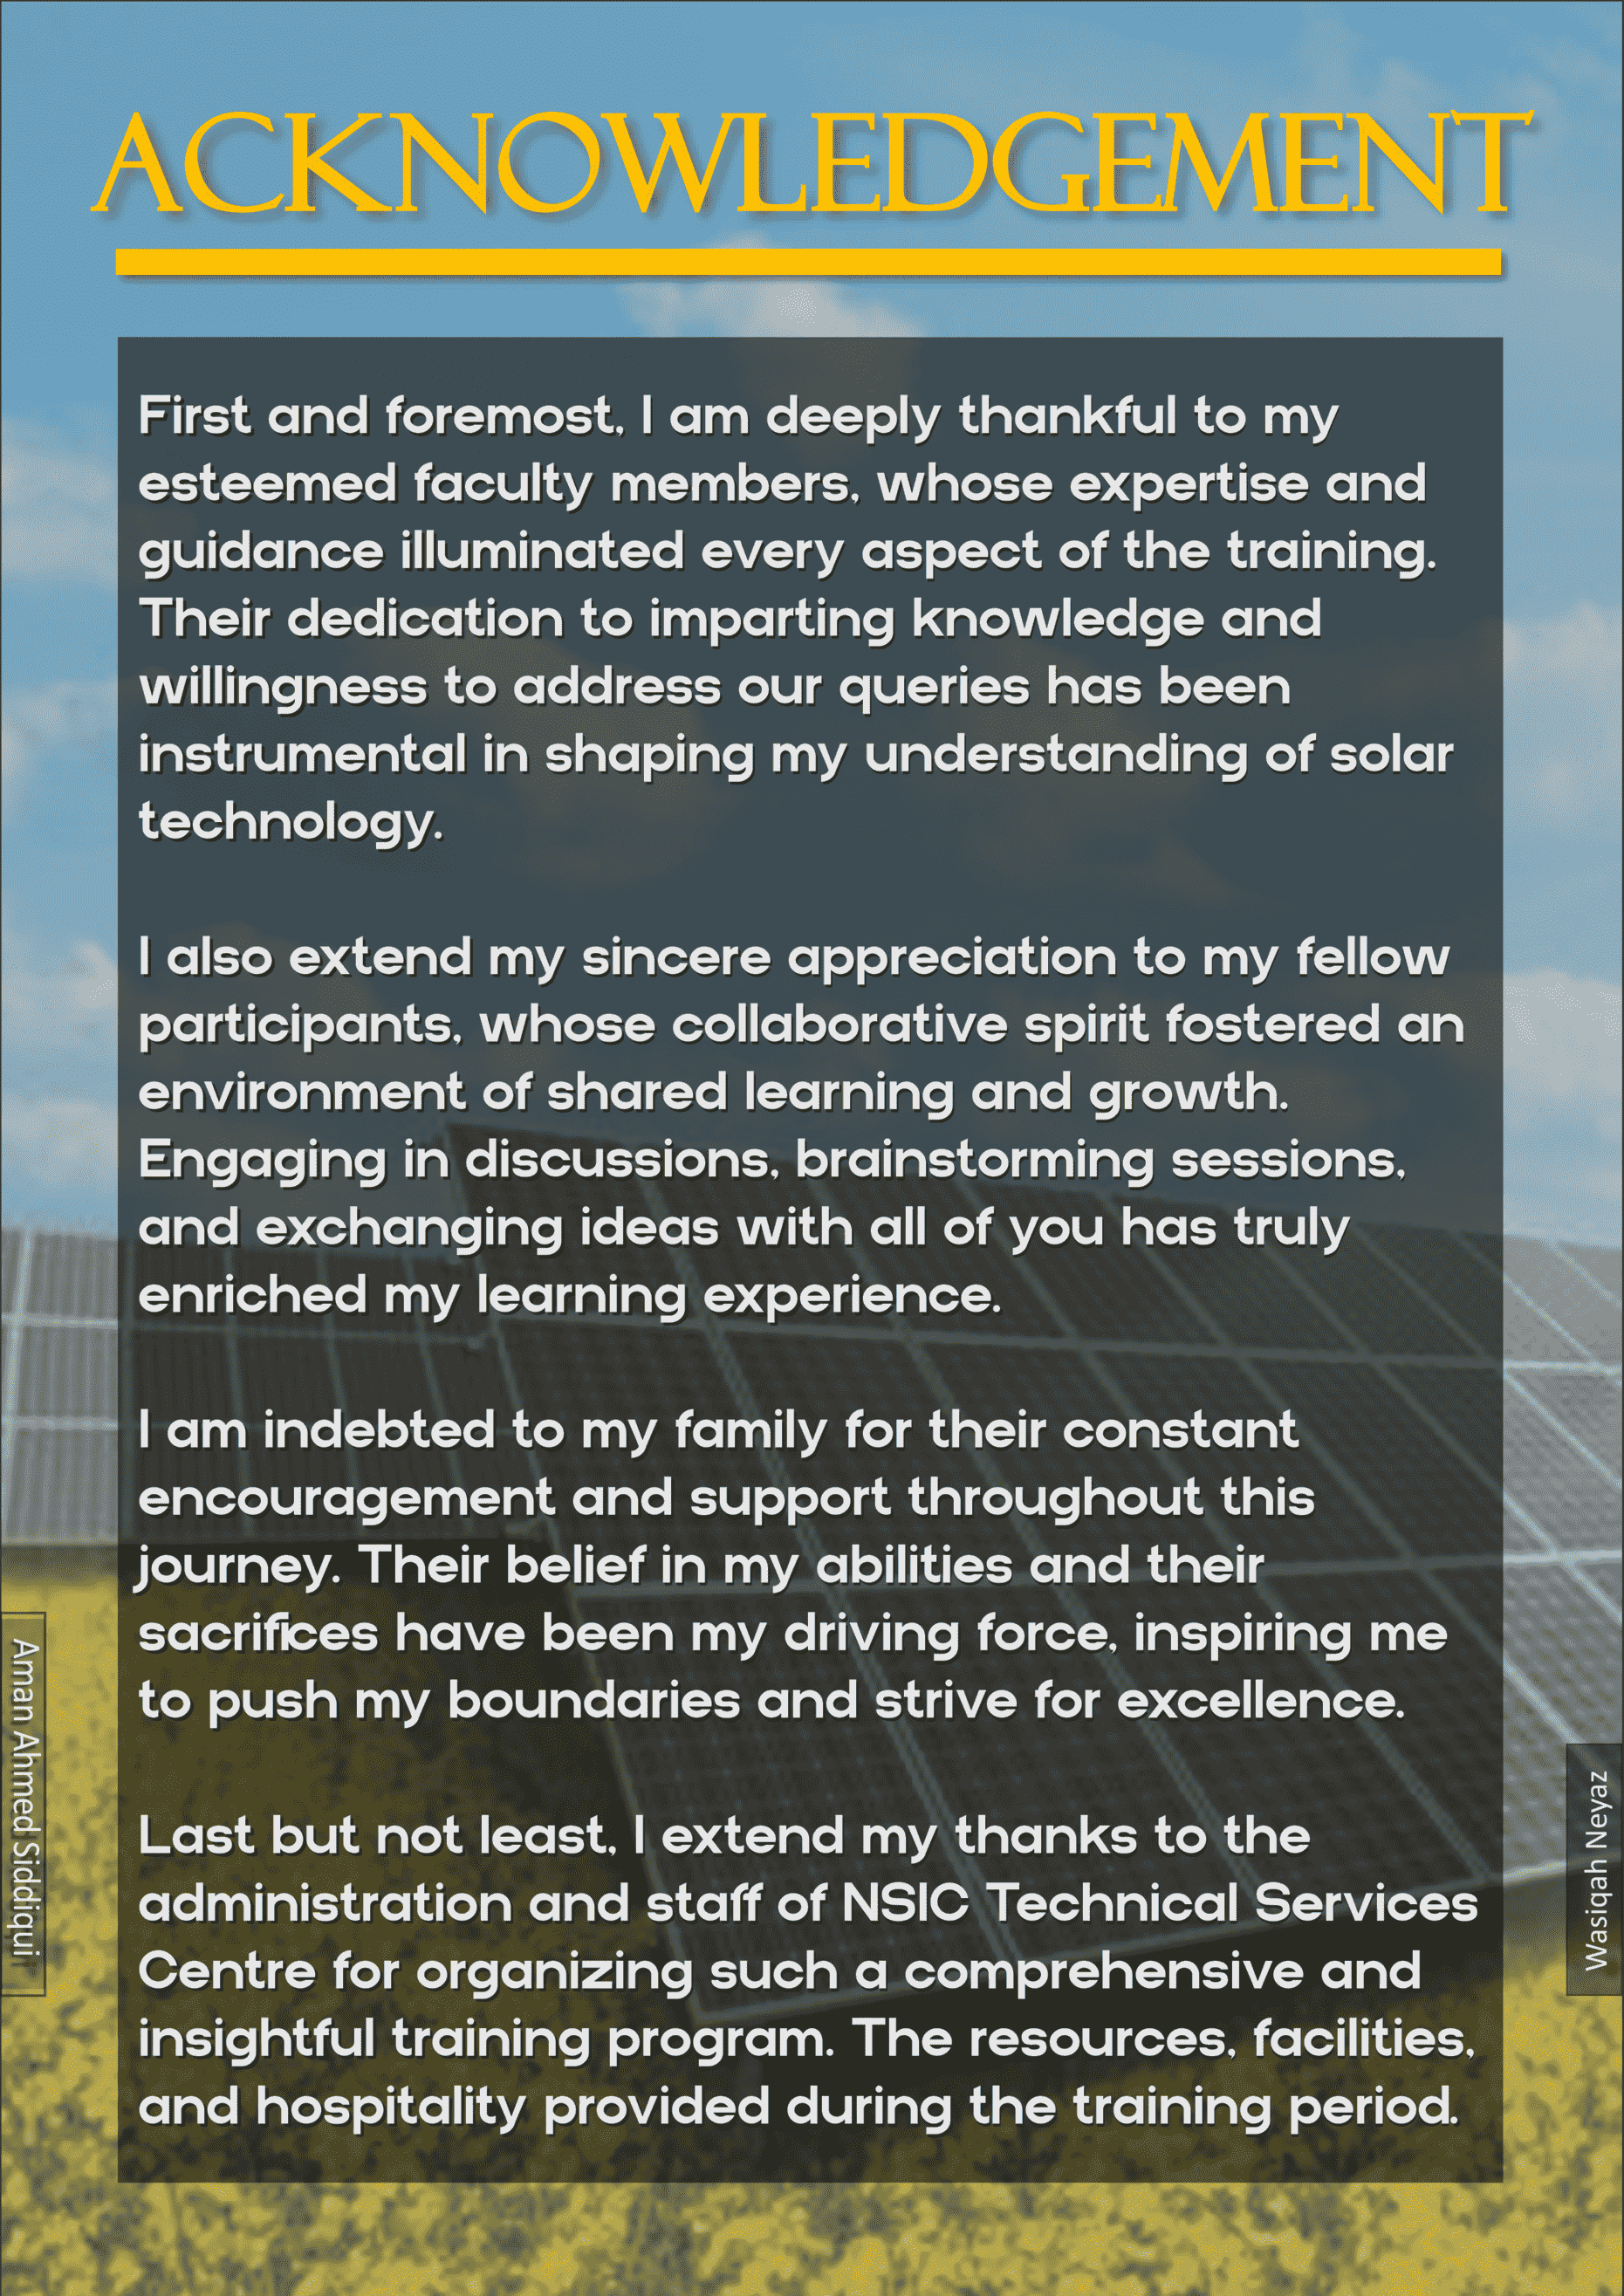 ACKNOWLEDGEMENT
First and foremost, I am deeply thankful to my
esteemed faculty members, whose expertise and
guidance illuminated every aspect of the training.
Their dedication to imparting knowledge and
willingness to address our queries has been
instrumental in shaping my understanding of solar
technology.
I also extend my sincere appreciation to my fellow
participants, whose collaborative spirit fostered an
environment of shared learning and growth.
Engaging in discussions, brainstorming sessions,
and exchanging ideas with all of you has truly
enriched my learning experience.
I am indebted to my family for their constant
encouragement and support throughout this
journey. Their belief in my abilities and their
sacrifices have been my driving force, inspiring me
to push my boundaries and strive for excellence.
Last but not least, I extend my thanks to the
administration and staff of NSIC Technical Services
Centre for organizing such a comprehensive and
insightful training program. The resources, facilities,
and hospitality provided during the training period.
Aman Ahmed Siddiqui
Wasiqah Neyaz